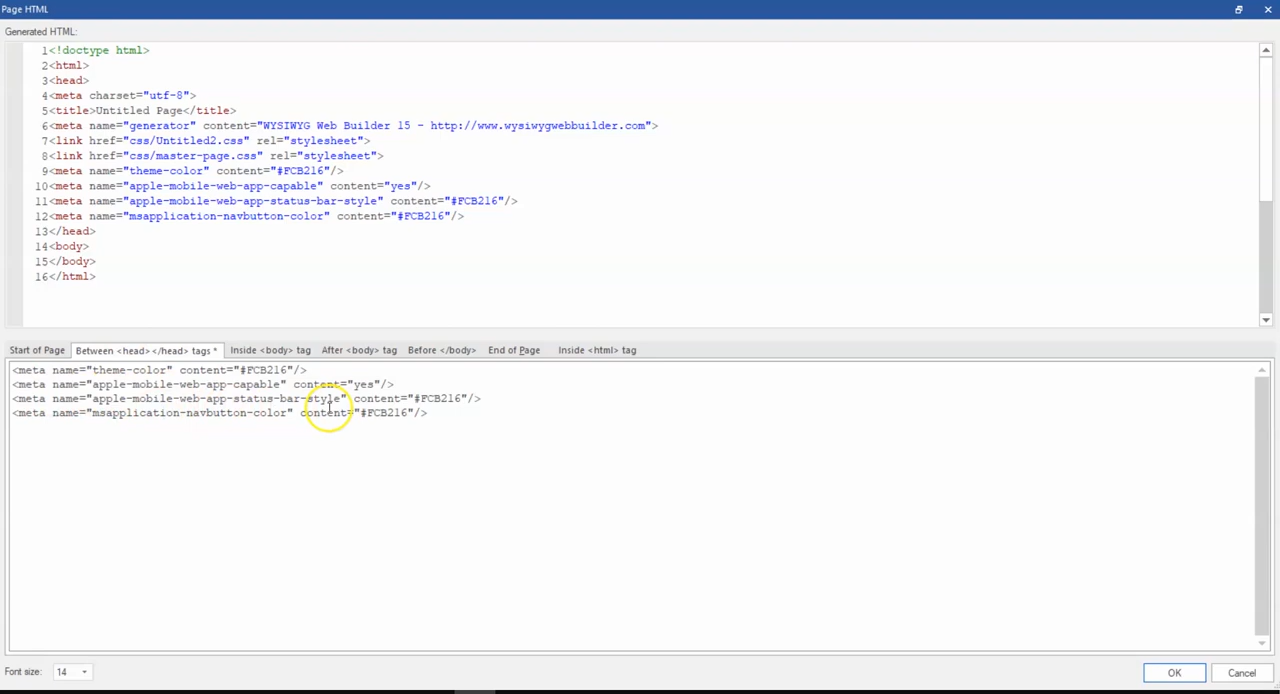 Page HTML
Generated HTML:
1<!doctype html>
2<html>
3<head>
4<meta charset="utf-8">
5<title>Untitled Page</title>
6<meta name="generator" content="WYSIWYG Web Builder 15 - http://www.wysiwygwebbuilder.com">
7<link href="css/Untitled2.css" rel="stylesheet">
8<link href="css/master-page.css" rel="stylesheet">
9<meta name="theme-color" content="#FCB216"/>
10<meta name="apple-mobile-web-app-capable" content="yes"/>
11<meta name="apple-mobile-web-app-status-bar-style" content="#FCB216"/>
12<meta name="msapplication-navbutton-color" content="#FCB216"/>
13</head>
14<body>
15</body>
16</html>
Start of Page Between <head></head> tags * Inside <body> tag After <body> tag Before </body> End of Page Inside <html> tag
<meta name="theme-color" content="#FCB216"/>
<meta name="apple-mobile-web-app-capable" content="yes"/>
<meta name="apple-mobile-web-app-status-bar-style" content="#FCB216"/>
<meta name="msapplication-navbutton-color" content="#FCB216"/>
Font size: 14 OK Cancel